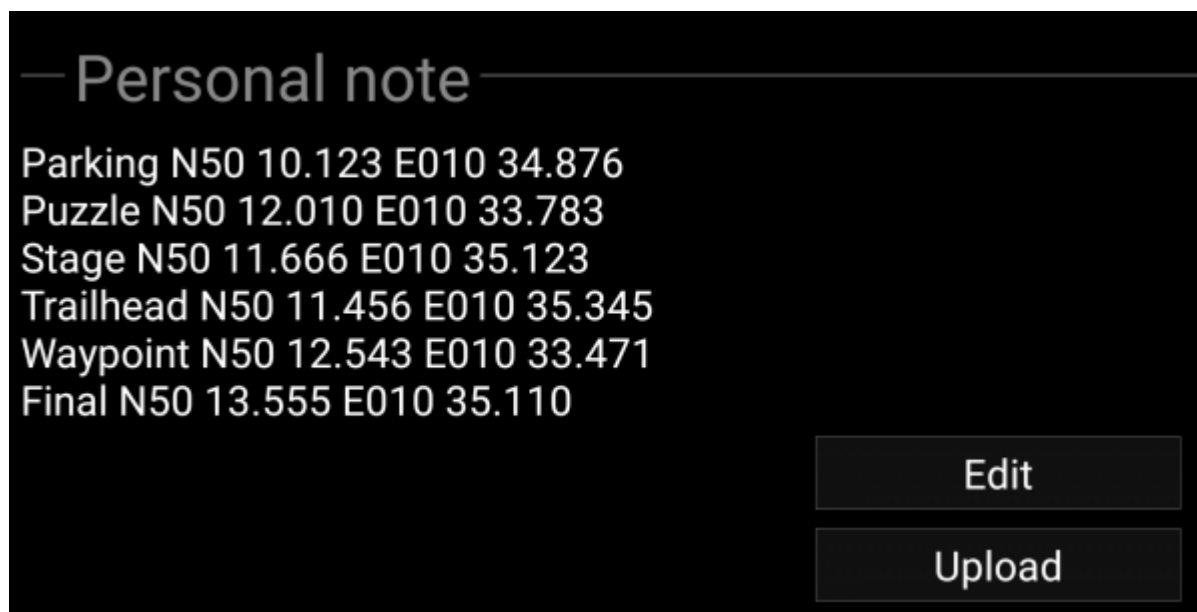 Personal note
Parking N50 10.123 E010 34.876
Puzzle N50 12.010 E010 33.783
Stage N50 11.666 E010 35.123
Trailhead N50 11.456 E010 35.345
Waypoint N50 12.543 E010 33.471
Final N50 13.555 E010 35.110
Edit
Upload